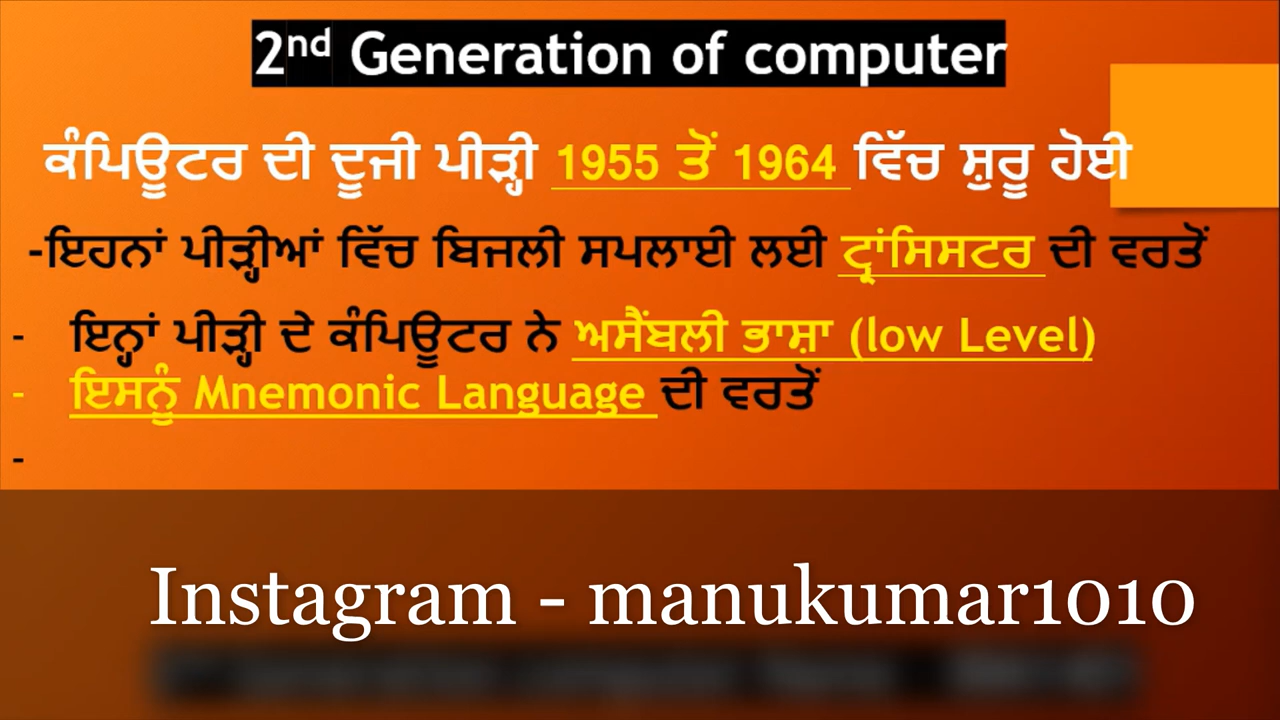 2nd Generation of computer
ਕੰਪਿਊਟਰ ਦੀ ਦੂਜੀ ਪੀੜ੍ਹੀ 1955 ਤੋਂ 1964 ਵਿੱਚ ਸ਼ੁਰੂ ਹੋਈ
-ਇਹਨਾਂ ਪੀੜ੍ਹੀਆਂ ਵਿੱਚ ਬਿਜਲੀ ਸਪਲਾਈ ਲਈ ਟ੍ਰਾਂਸਿਸਟਰ ਦੀ ਵਰਤੋਂ
- ਇਨ੍ਹਾਂ ਪੀੜ੍ਹੀ ਦੇ ਕੰਪਿਊਟਰ ਨੇ ਅਸੈਂਬਲੀ ਭਾਸ਼ਾ (low Level)
- ਇਸਨੂੰ Mnemonic Language ਦੀ ਵਰਤੋਂ
-
Instagram - manukumar1010